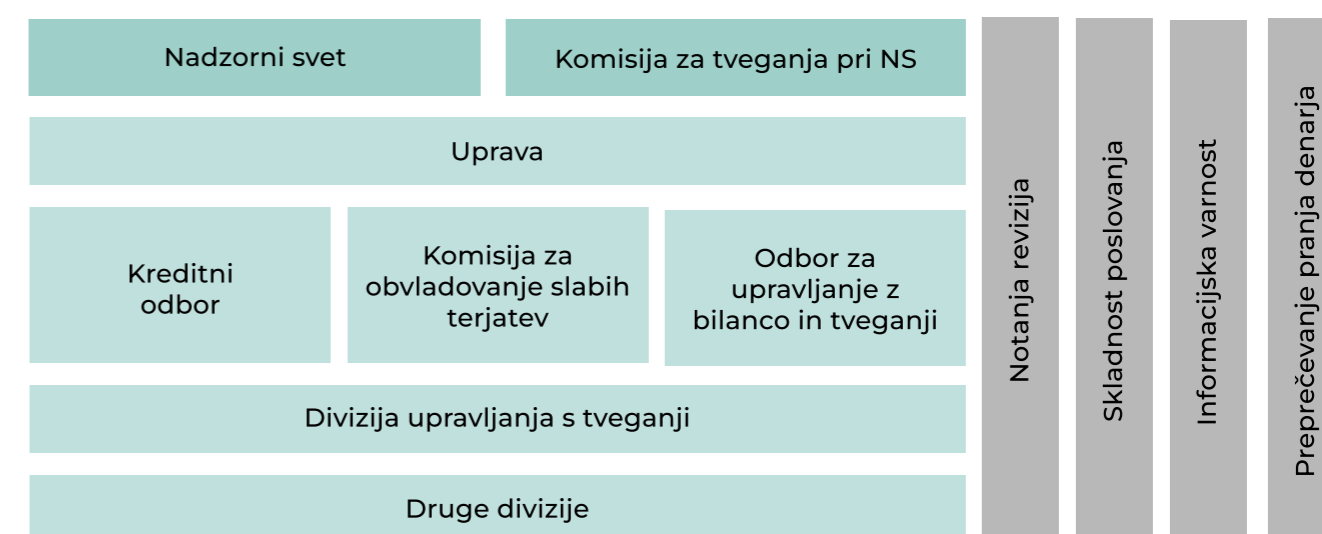 Nadzorni svet
Komisija za tveganja pri NS
Uprava
Kreditni
odbor
Komisija za
obvladovanje slabih
terjatev
Odbor za
upravljanje z
bilanco in tveganji
Divizija upravljanja s tveganji
Druge divizije
Notanja revizija
Skladnost poslovanja
Informacijska varnost
Preprečevanje pranja denarja